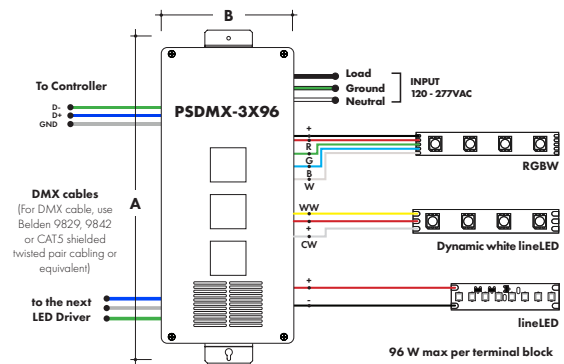 B
To Controller
D-
D+
GND
PSDMX-3X96
Load
Ground
Neutral
INPUT
120 - 277VAC
+
R
G
B
W
RGBW
DMX cables
(For DMX cable, use
Belden 9829, 9842
or CAT5 shielded
twisted pair cabling or
equivalent)
A
WW
+
CW
Dynamic white lineLED
to the next
LED Driver
+
-
lineLED
96 W max per terminal block